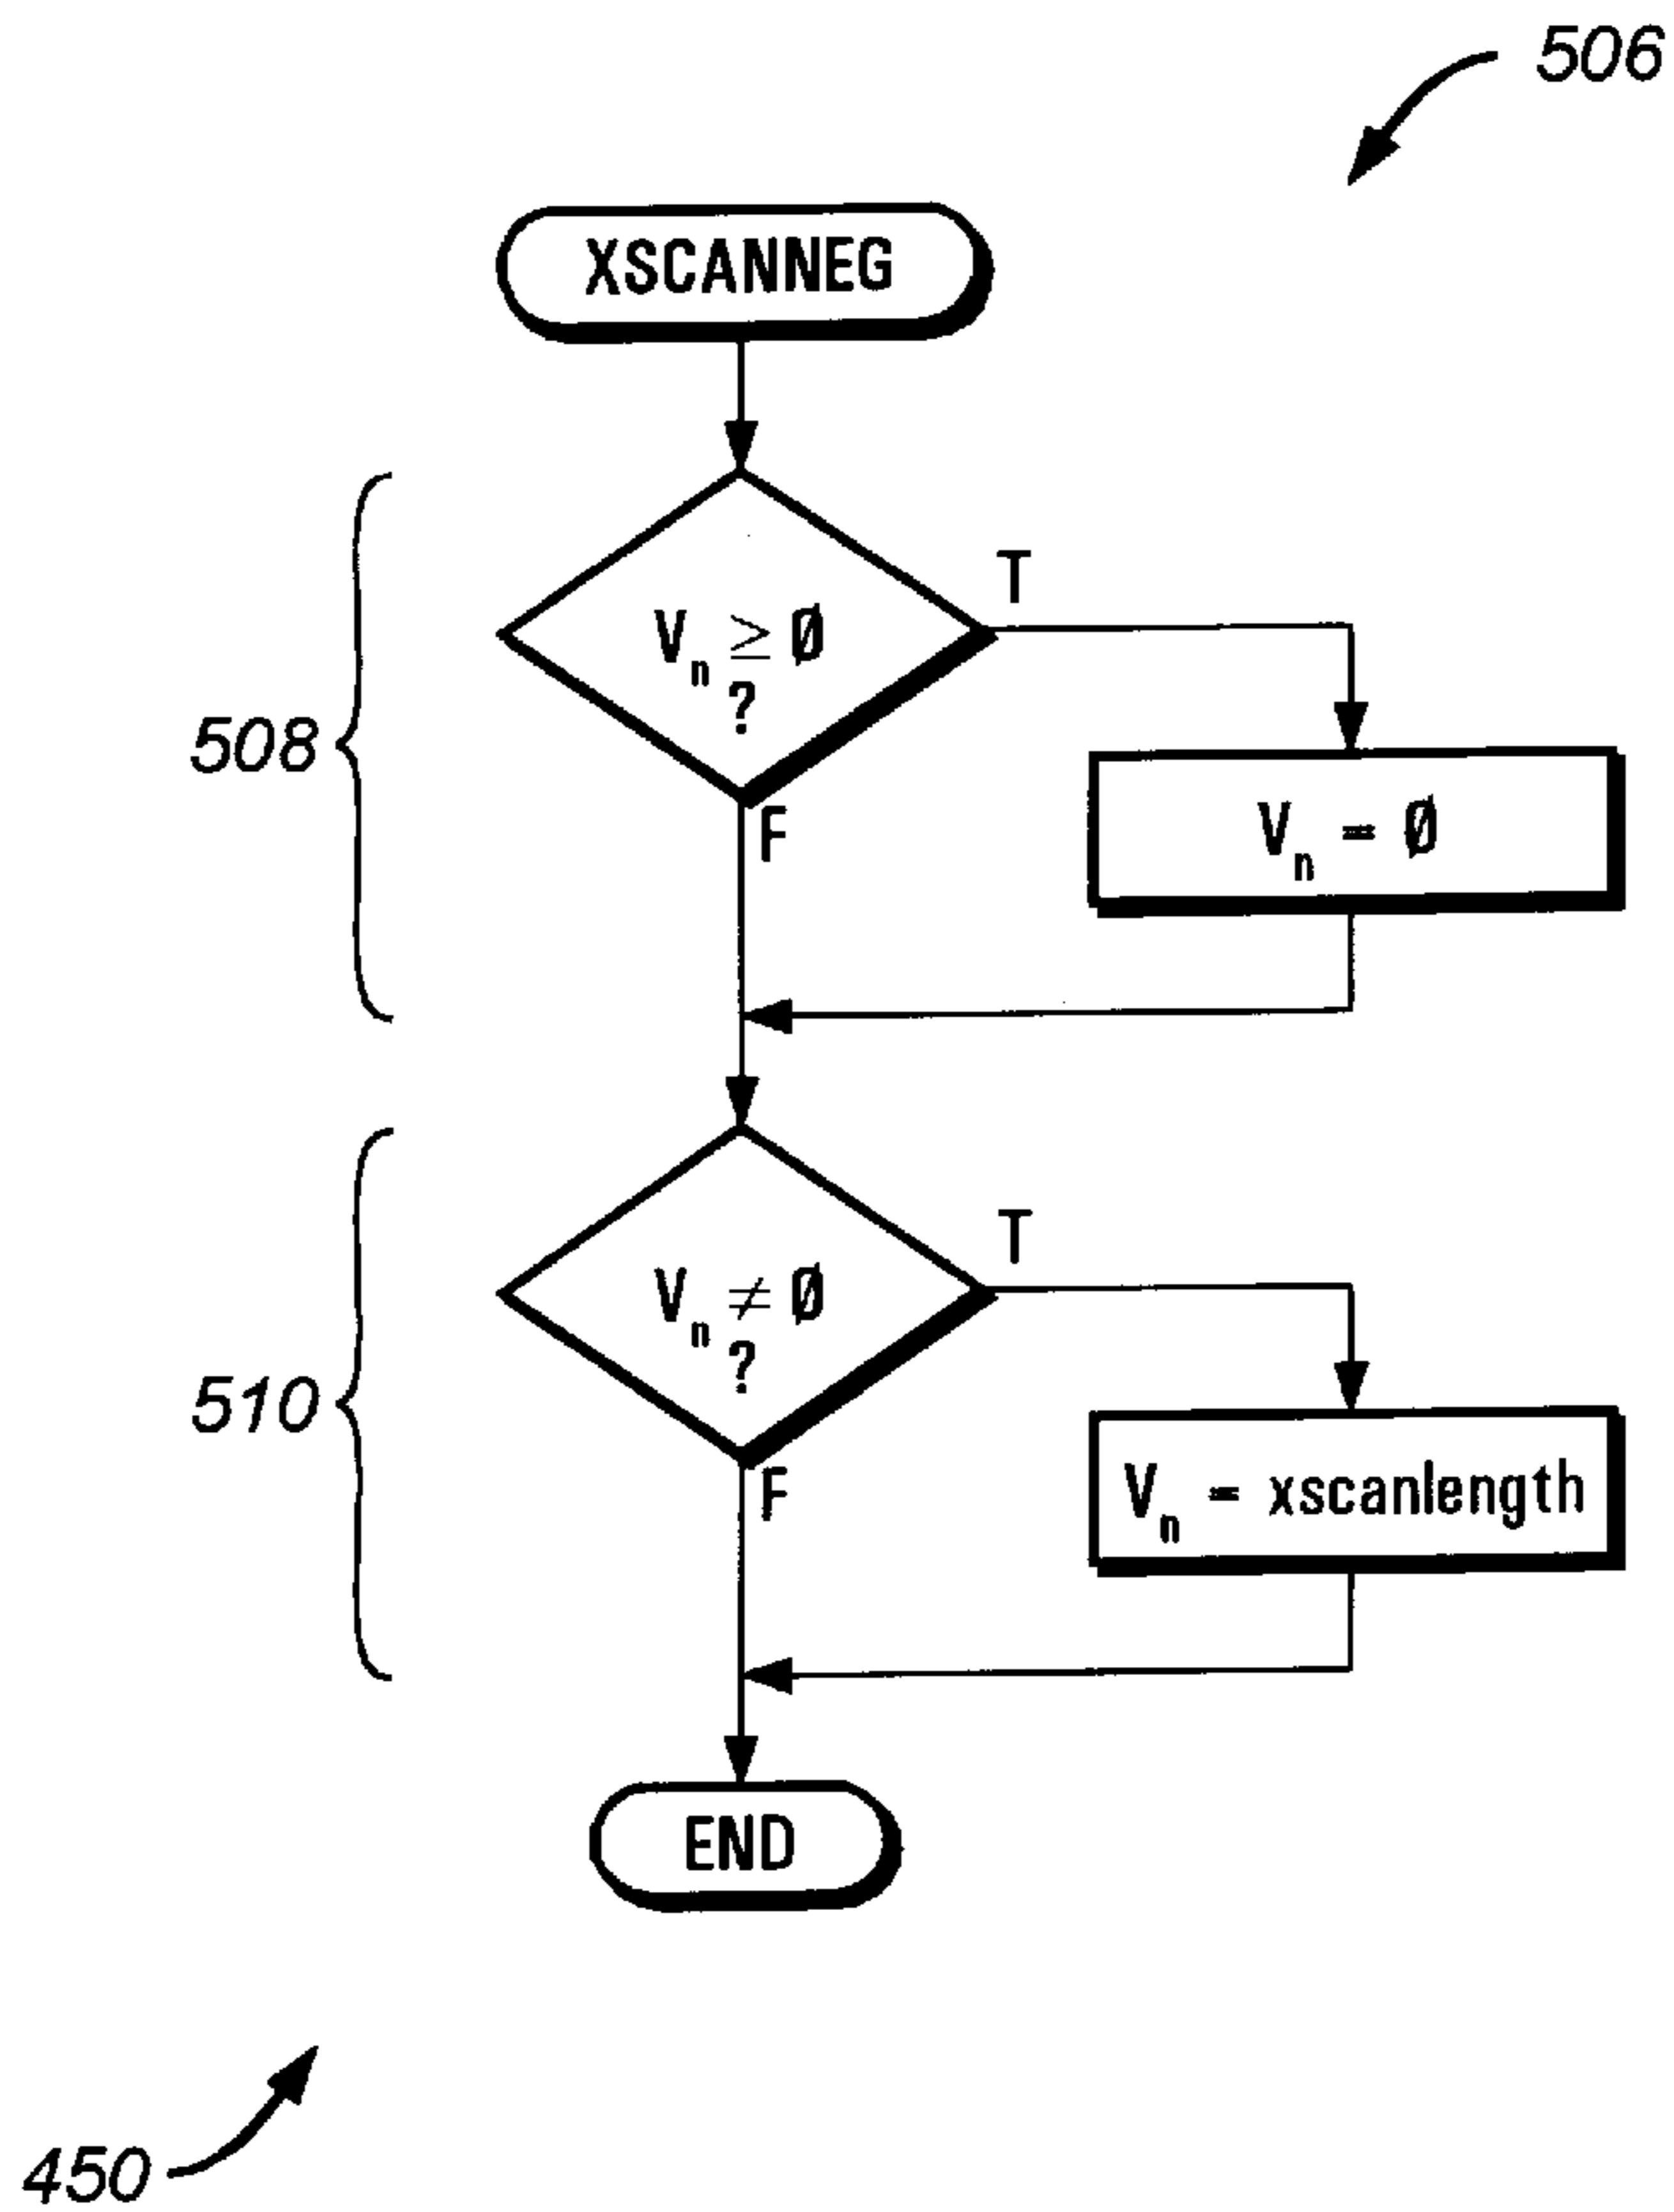 506
XSCANNEG
T
Vn ≥ Ø
?
508
Vn = Ø
F
T
Vn ≠ Ø
?
510
Vn = xscanlength
F
END
450